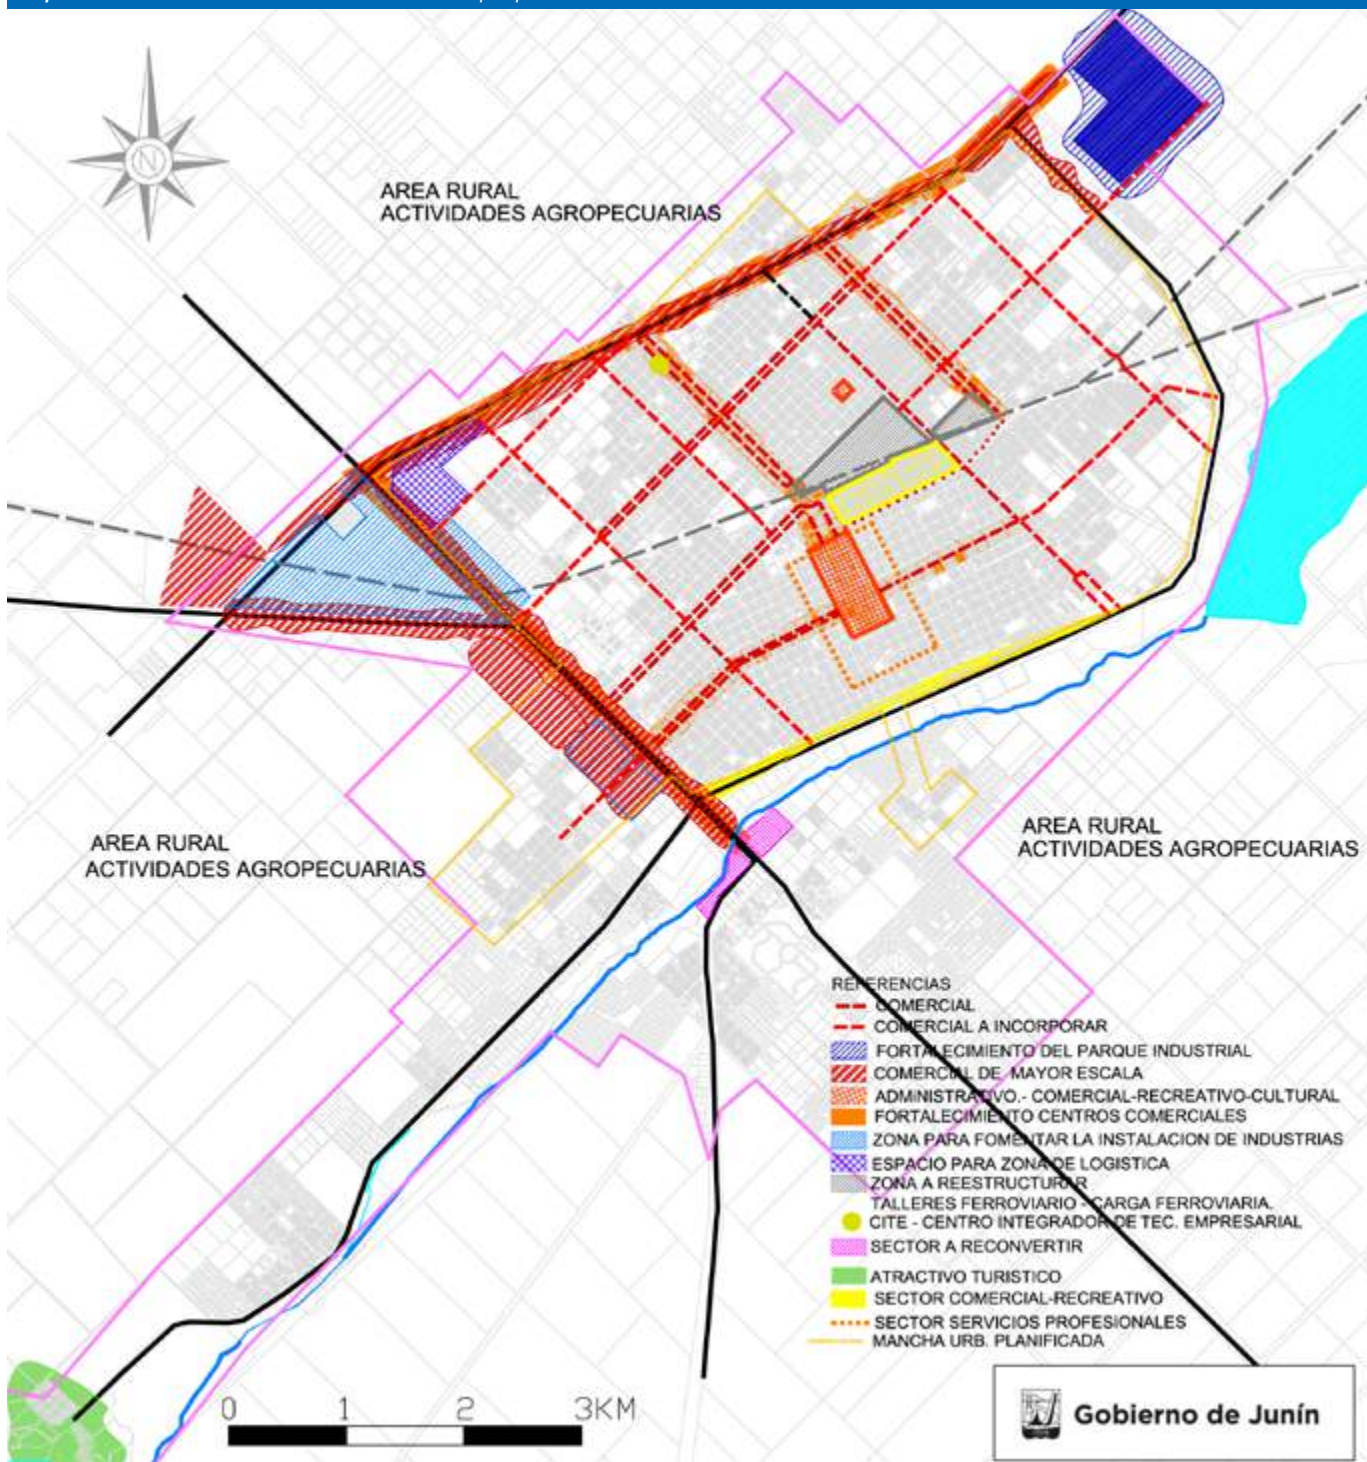 N
AREA RURAL
ACTIVIDADES AGROPECUARIAS
AREA RURAL
ACTIVIDADES AGROPECUARIAS
AREA RURAL
ACTIVIDADES AGROPECUARIAS
REFERENCIAS
COMERCIAL
COMERCIAL A INCORPORAR
FORTALECIMIENTO DEL PARQUE INDUSTRIAL
COMERCIAL DE MAYOR ESCALA
ADMINISTRATIVO.- COMERCIAL-RECREATIVO-CULTURAL
FORTALECIMIENTO CENTROS COMERCIALES
ZONA PARA FOMENTAR LA INSTALACION DE INDUSTRIAS
ESPACIO PARA ZONA DE LOGISTICA
ZONA A REESTRUCTURAR
TALLERES FERROVIARIO - CARGA FERROVIARIA.
CITE - CENTRO INTEGRADOR DE TEC. EMPRESARIAL
SECTOR A RECONVERTIR
ATRACTIVO TURISTICO
SECTOR COMERCIAL-RECREATIVO
SECTOR SERVICIOS PROFESIONALES
MANCHA URB. PLANIFICADA
0 1 2 3KM
Gobierno de Junín